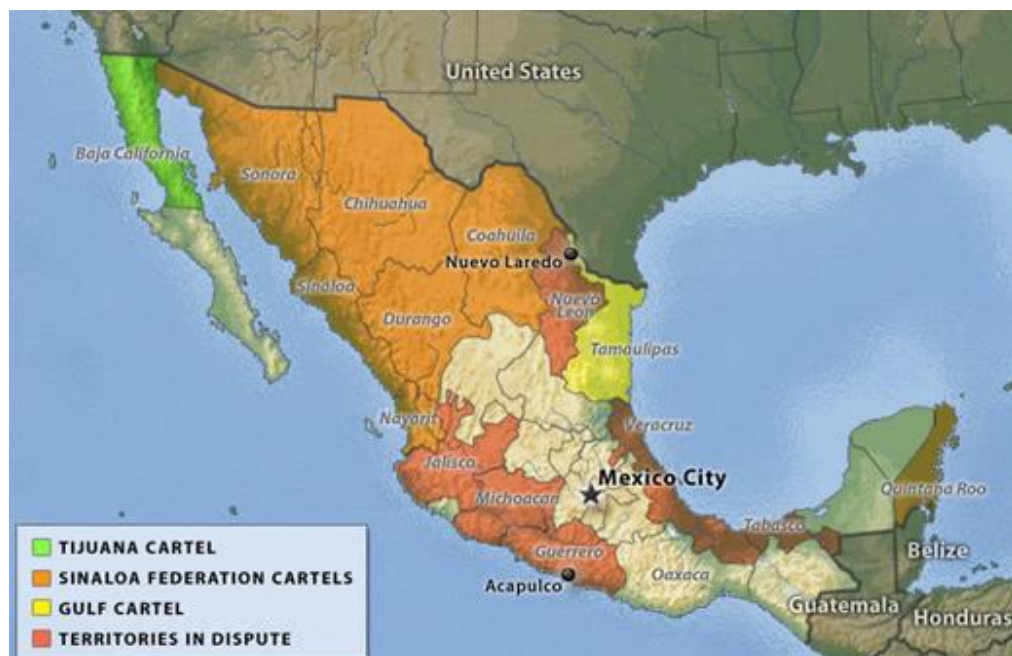 United States
Baja California
Sonora
Chihuahua
Coahuila
Nuevo Laredo
Sinaloa
Nuevo
Leon
Durango
Tamaulipas
Nayarit
Veracruz
Jalisco
Mexico City
Michoacan
Quintana Roo
Tabasco
Guerrero
Belize
Oaxaca
Acapulco
Guatemala
Honduras
TIJUANA CARTEL
SINALOA FEDERATION CARTELS
GULF CARTEL
TERRITORIES IN DISPUTE